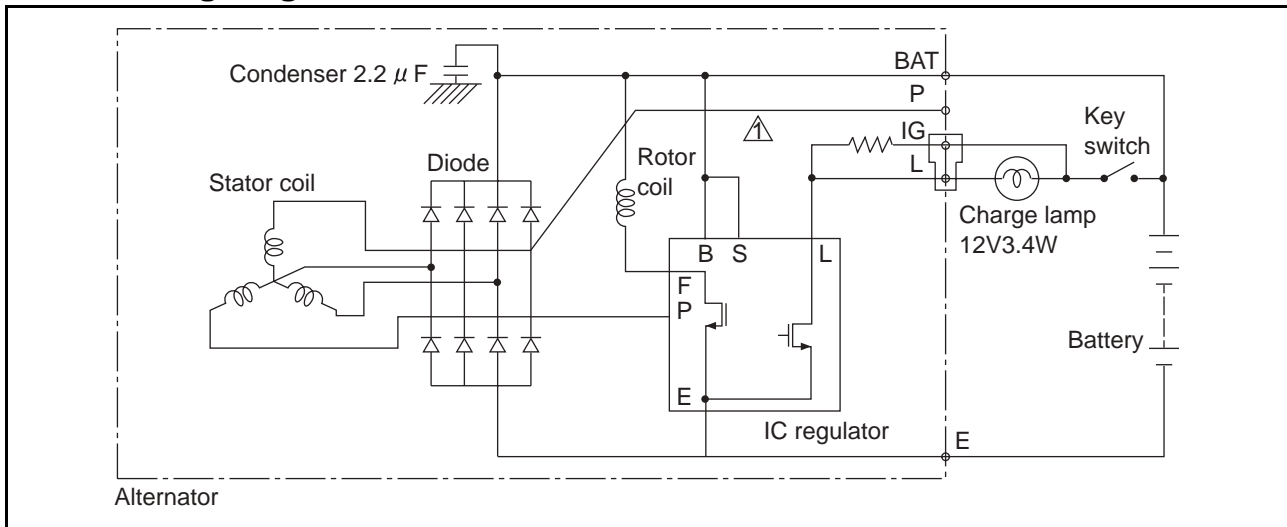 BAT
Condenser 2.2 μ F
P
1
Key
switch
IG
Diode
Rotor
coil
L
Stator coil
Charge lamp
12V3.4W
B S L
F
P
Battery
E
IC regulator
E
Alternator